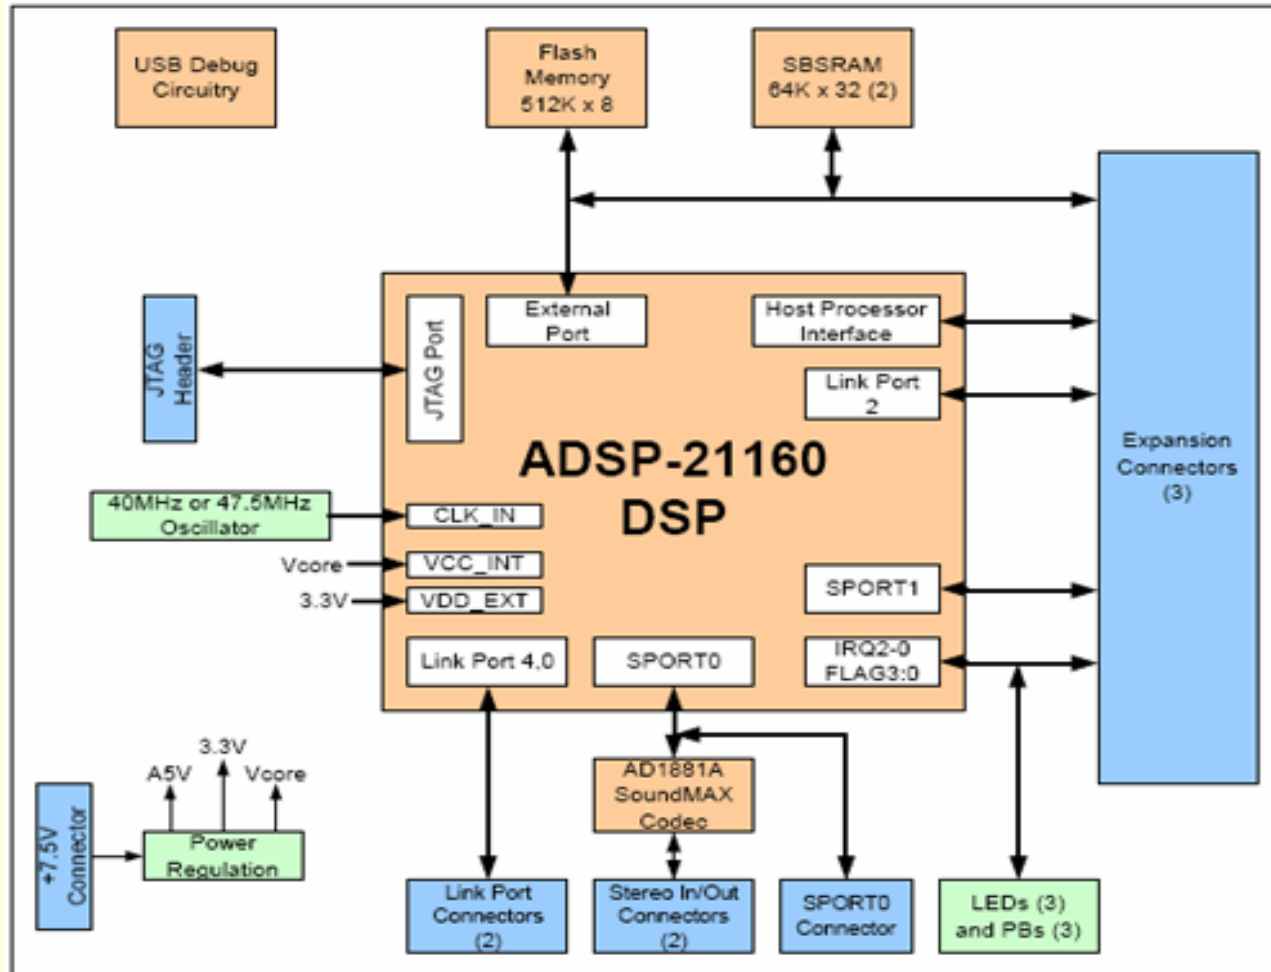 USB Debug
Circuitry
Flash
Memory
512K x 8
SBSRAM
64K x 32 (2)
JTAG
Header
JTAG Port
External
Port
Host Processor
Interface
Link Port
2
Expansion
Connectors
(3)
ADSP-21160
DSP
40MHz or 47.5MHz
Oscillator
CLK_IN
Vcore
VCC_INT
3.3V
VDD_EXT
SPORT1
Link Port 4,0
SPORT0
IRQ2-0
FLAG3:0
A5V
3.3V
Vcore
+7.5V
Connector
Power
Regulation
AD1881A
SoundMAX
Codec
Link Port
Connectors
(2)
Stereo In/Out
Connectors
(2)
SPORT0
Connector
LEDs (3)
and PBs (3)